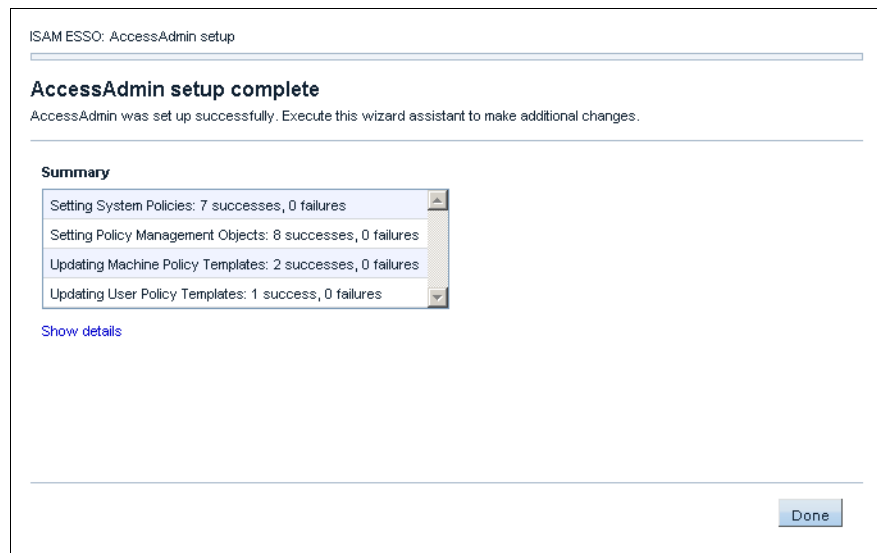 ISAM ESSO: AccessAdmin setup
AccessAdmin setup complete
AccessAdmin was set up successfully. Execute this wizard assistant to make additional changes.
Summary
Setting System Policies: 7 successes, 0 failures
Setting Policy Management Objects: 8 successes, 0 failures
Updating Machine Policy Templates: 2 successes, 0 failures
Updating User Policy Templates: 1 success, 0 failures
Show details
Done